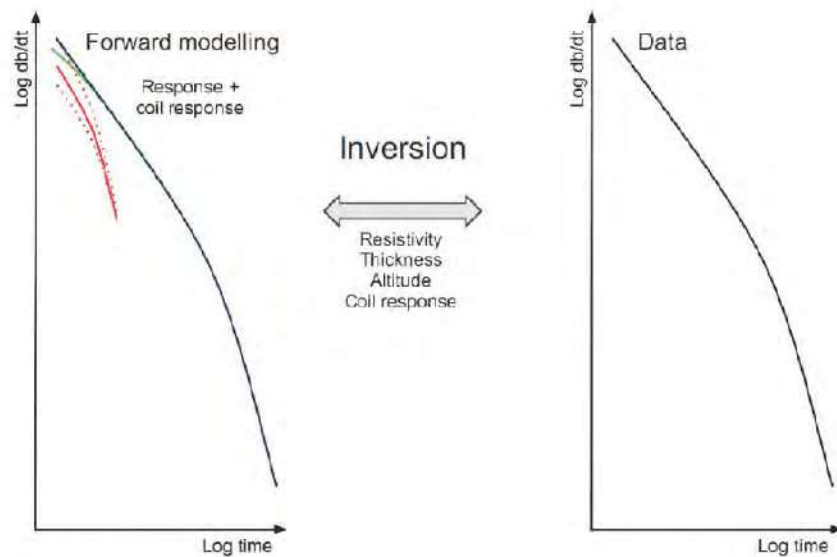 Forward modelling
Response +
coil response
Log db/dt
Log time
Inversion
Resistivity
Thickness
Altitude
Coil response
Data
Log db/dt
Log time